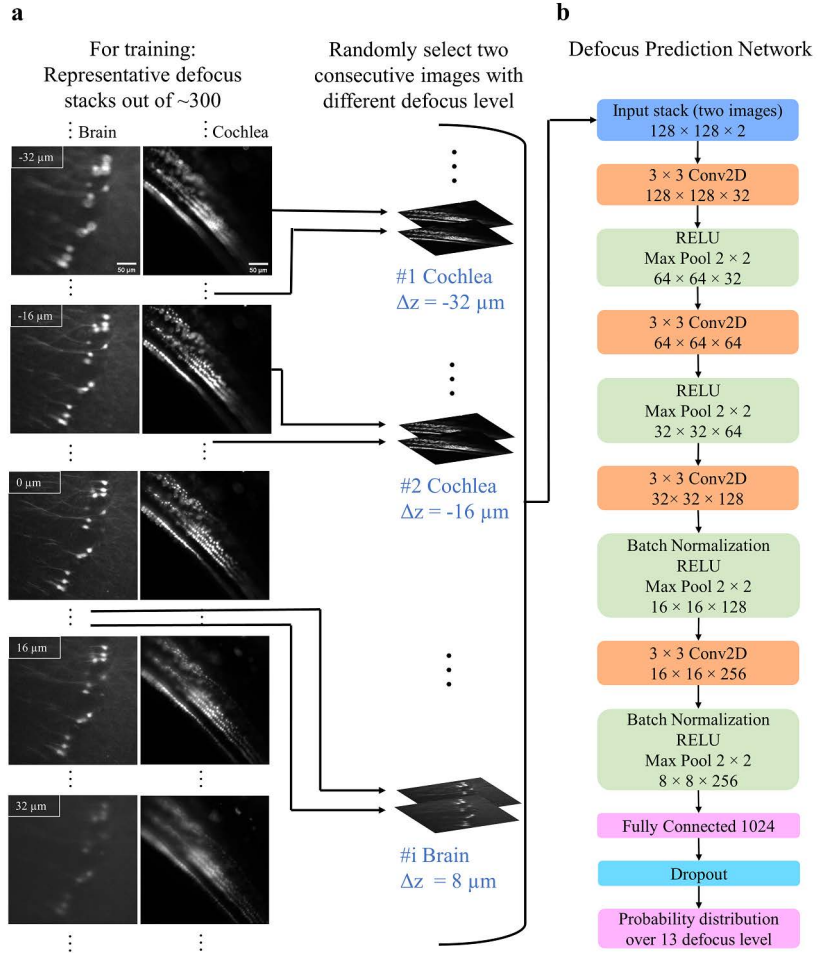 a
For training:
Representative defocus
stacks out of ~300
Brain
Cochlea
-32 µm
50 µm
50 µm
-16 µm
0 µm
16 µm
32 µm
Randomly select two
consecutive images with
different defocus level
#1 Cochlea
Δz = -32 µm
#2 Cochlea
Δz = -16 µm
#i Brain
Δz = 8 µm
b
Defocus Prediction Network
Input stack (two images)
128 × 128 × 2
3 × 3 Conv2D
128 × 128 × 32
RELU
Max Pool 2 × 2
64 × 64 × 32
3 × 3 Conv2D
64 × 64 × 64
RELU
Max Pool 2 × 2
32 × 32 × 64
3 × 3 Conv2D
32× 32 × 128
Batch Normalization
RELU
Max Pool 2 × 2
16 × 16 × 128
3 × 3 Conv2D
16 × 16 × 256
Batch Normalization
RELU
Max Pool 2 × 2
8 × 8 × 256
Fully Connected 1024
Dropout
Probability distribution
over 13 defocus level